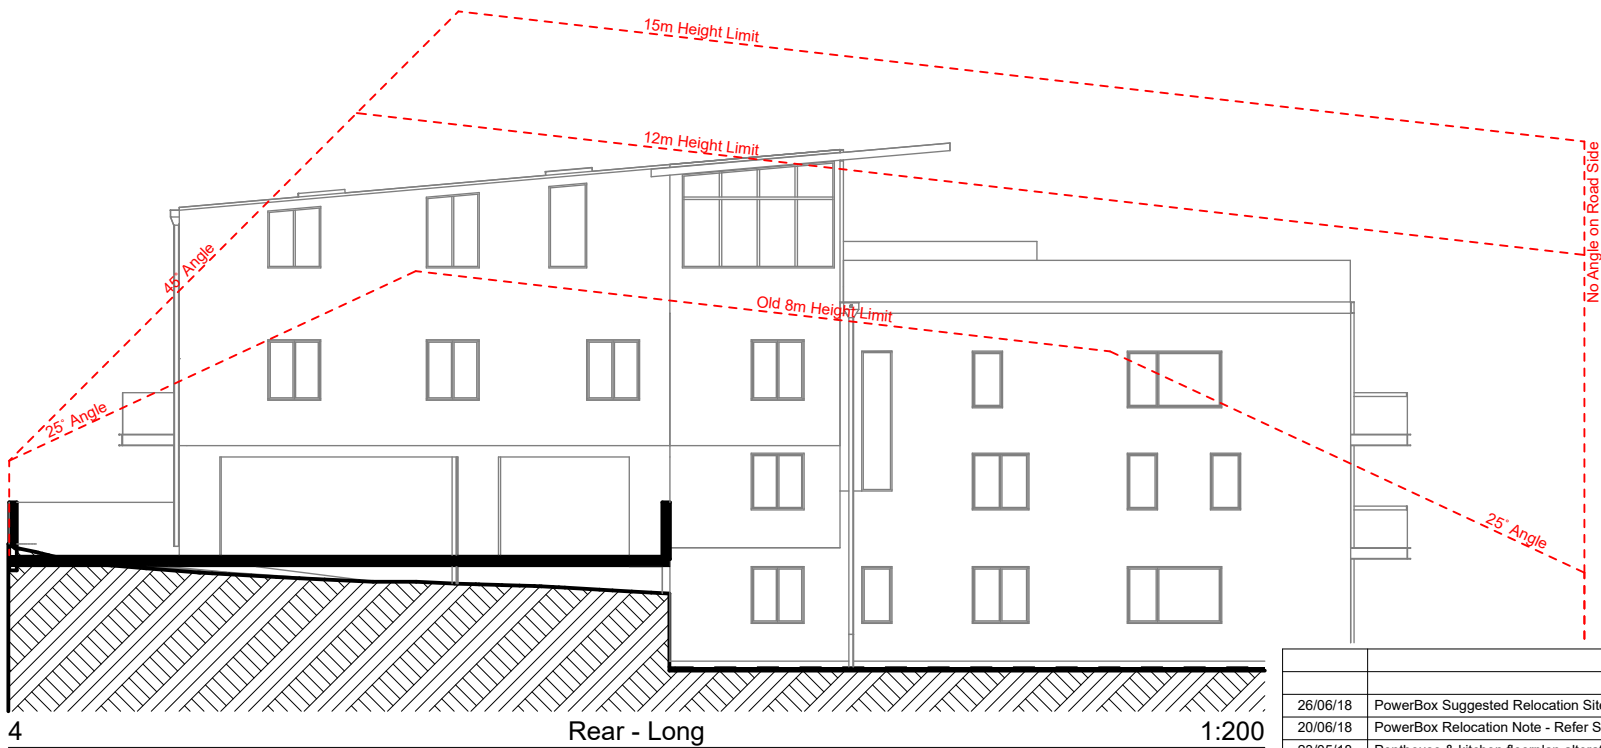 15m Height Limit
12m Height Limit
No Angle on Road Side
45° Angle
Old 8m Height Limit
25° Angle
25° Angle
4 Rear - Long 1:200
26/06/18 PowerBox Suggested Relocation Site
20/06/18 PowerBox Relocation Note - Refer S